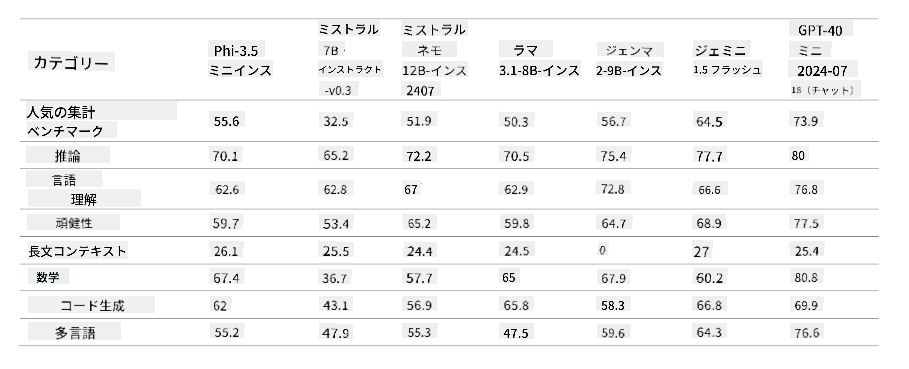 カテゴリー Phi-3.5 ミニインス ミストラル 7B · インストラクト -v0.3 ミストラル ネモ 12B-インス 2407 ラマ 3.1-8B-インス ジェンマ 2-9B-インス ジェミニ 1.5 フラッシュ GPT-40 ミニ 2024-07 18（チャット）
人気の集計 ベンチマーク 55.6 32.5 51.9 50.3 56.7 64.5 73.9
推論 70.1 65.2 72.2 70.5 75.4 77.7 80
言語 理解 62.6 62.8 67 62.9 72.8 66.6 76.8
頑健性 59.7 53.4 65.2 59.8 64.7 68.9 77.5
長文コンテキスト 26.1 25.5 24.4 24.5 0 27 25.4
数学 67.4 36.7 57.7 65 67.9 60.2 80.8
コード生成 62 43.1 56.9 65.8 58.3 66.8 69.9
多言語 55.2 47.9 55.3 47.5 59.6 64.3 76.6